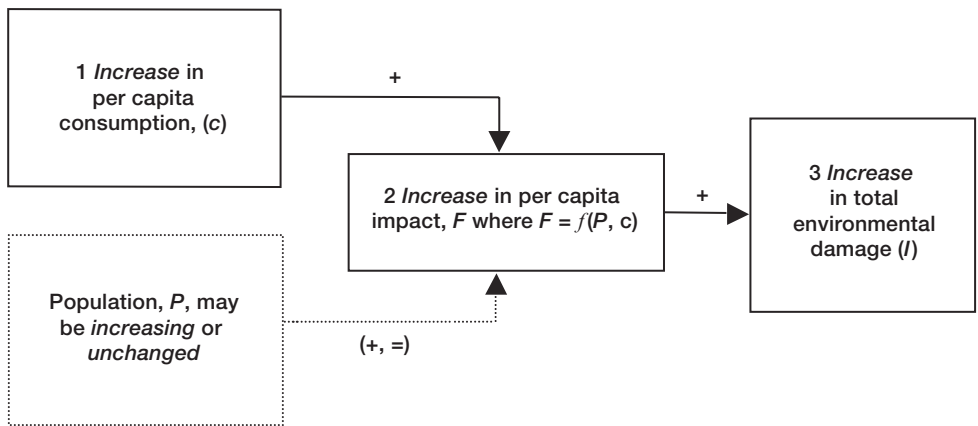 1 Increase in
per capita
consumption, (c)
+
2 Increase in per capita
impact, F where F = f(P, c)
+
3 Increase
in total
environmental
damage (I)
Population, P, may
be increasing or
unchanged
(+, =)